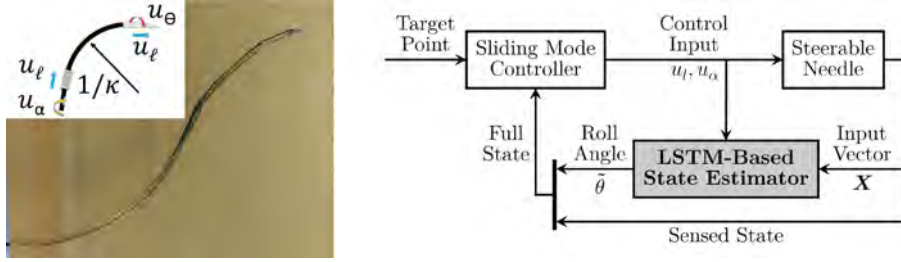 u_θ
u_ℓ
u_ℓ
1/κ
u_α
Target
Point
Sliding Mode
Controller
Control
Input
u_l, u_α
Steerable
Needle
Full
State
Roll
Angle
θ̃
LSTM-Based
State Estimator
Input
Vector
X
Sensed State